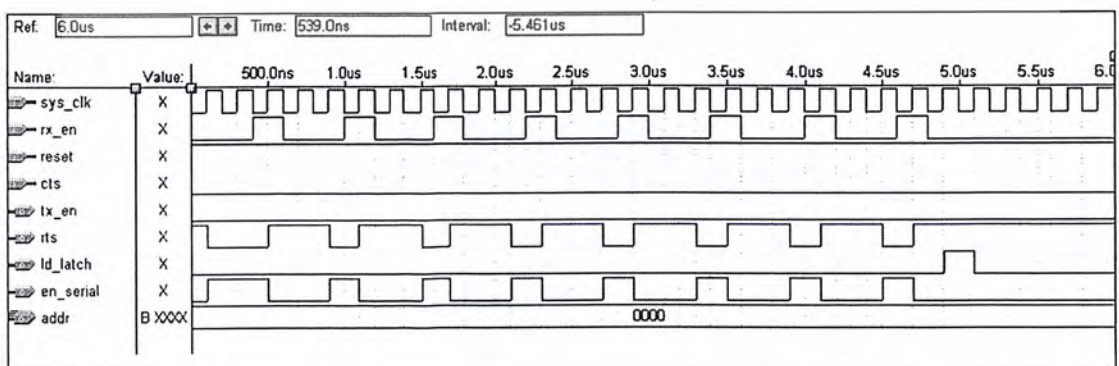 Ref: 6.0us Time: 539.0ns Interval: -5.461us
Name: Value: 500.0ns 1.0us 1.5us 2.0us 2.5us 3.0us 3.5us 4.0us 4.5us 5.0us 5.5us 6.0
sys_clk X
rx_en X
reset X
cts X
tx_en X
rts X
ld_latch X
en_serial X
addr B XXXX 0000